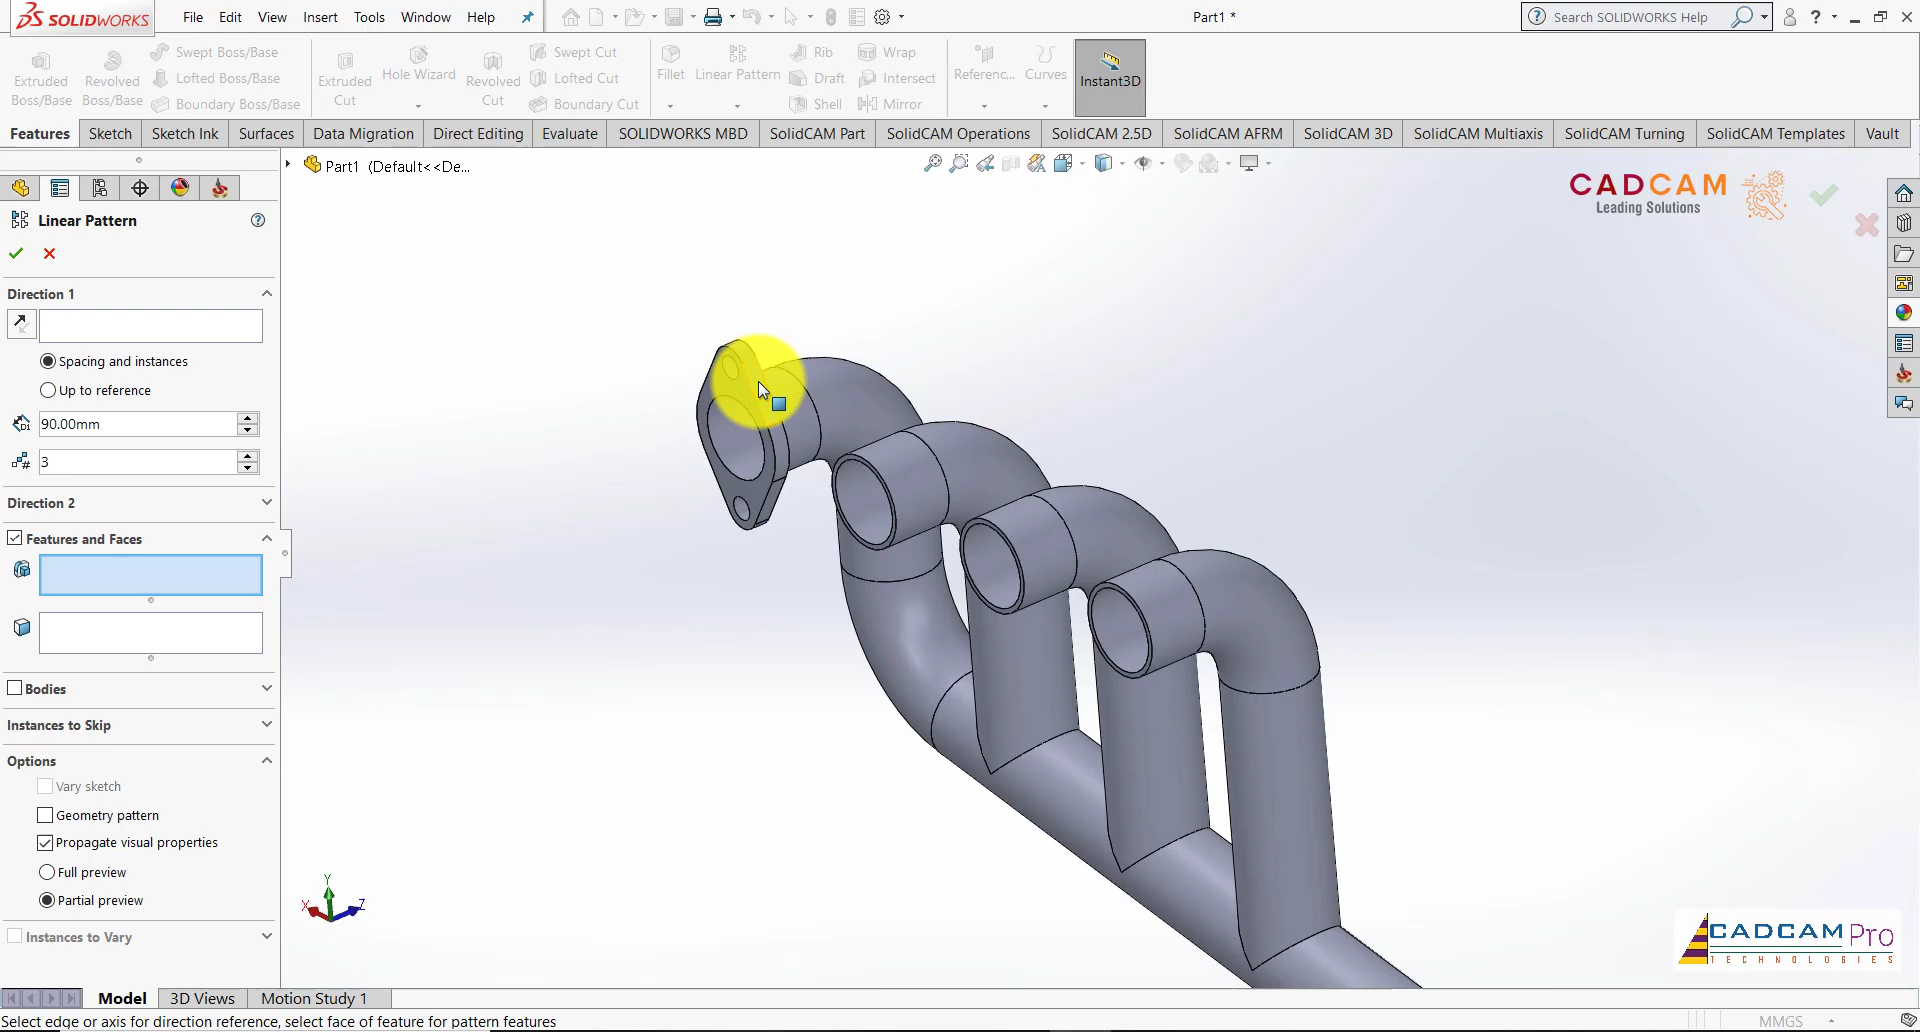 SOLIDWORKS
File Edit View Insert Tools Window Help
Part1 *
Search SOLIDWORKS Help
Extruded Boss/Base
Revolved Boss/Base
Swept Boss/Base
Lofted Boss/Base
Boundary Boss/Base
Extruded Cut
Hole Wizard
Revolved Cut
Swept Cut
Lofted Cut
Boundary Cut
Fillet
Linear Pattern
Rib
Draft
Shell
Wrap
Intersect
Mirror
Referenc...
Curves
Instant3D
Features Sketch Sketch Ink Surfaces Data Migration Direct Editing Evaluate SOLIDWORKS MBD SolidCAM Part SolidCAM Operations SolidCAM 2.5D SolidCAM AFRM SolidCAM 3D SolidCAM Multiaxis SolidCAM Turning SolidCAM Templates Vault
Part1 (Default<<De...
CADCAM
Leading Solutions
Linear Pattern
Direction 1
Spacing and instances
Up to reference
D1
90.00mm
3
Direction 2
Features and Faces
Bodies
Instances to Skip
Options
Vary sketch
Geometry pattern
Propagate visual properties
Full preview
Partial preview
Instances to Vary
Y
X
Z
CADCAM Pro
TECHNOLOGIES
Model 3D Views Motion Study 1
Select edge or axis for direction reference, select face of feature for pattern features
MMGS